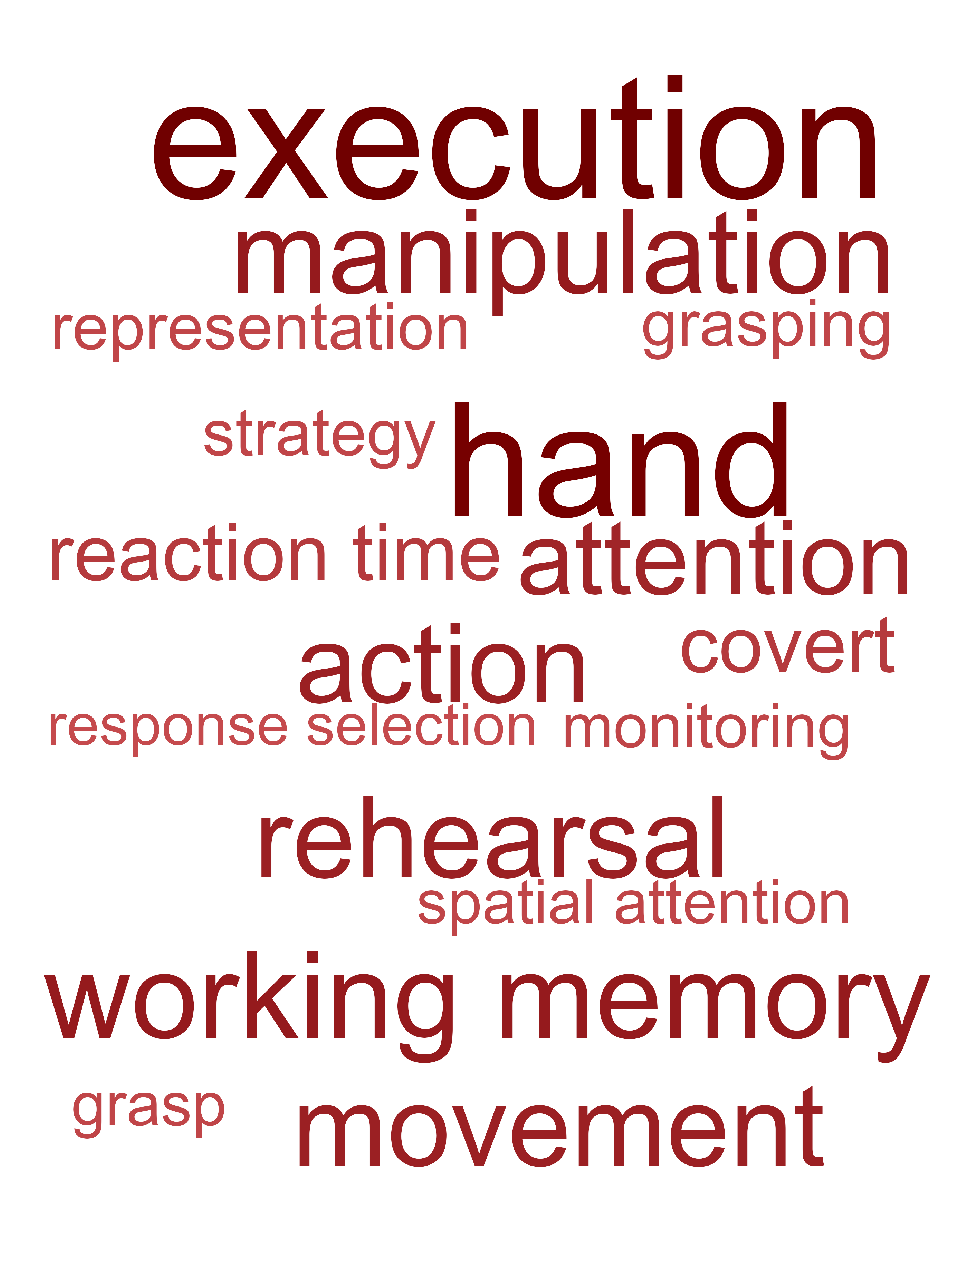 execution
manipulation
representation grasping
strategy hand
reaction time attention
action covert
response selection monitoring
rehearsal
spatial attention
working memory
grasp movement